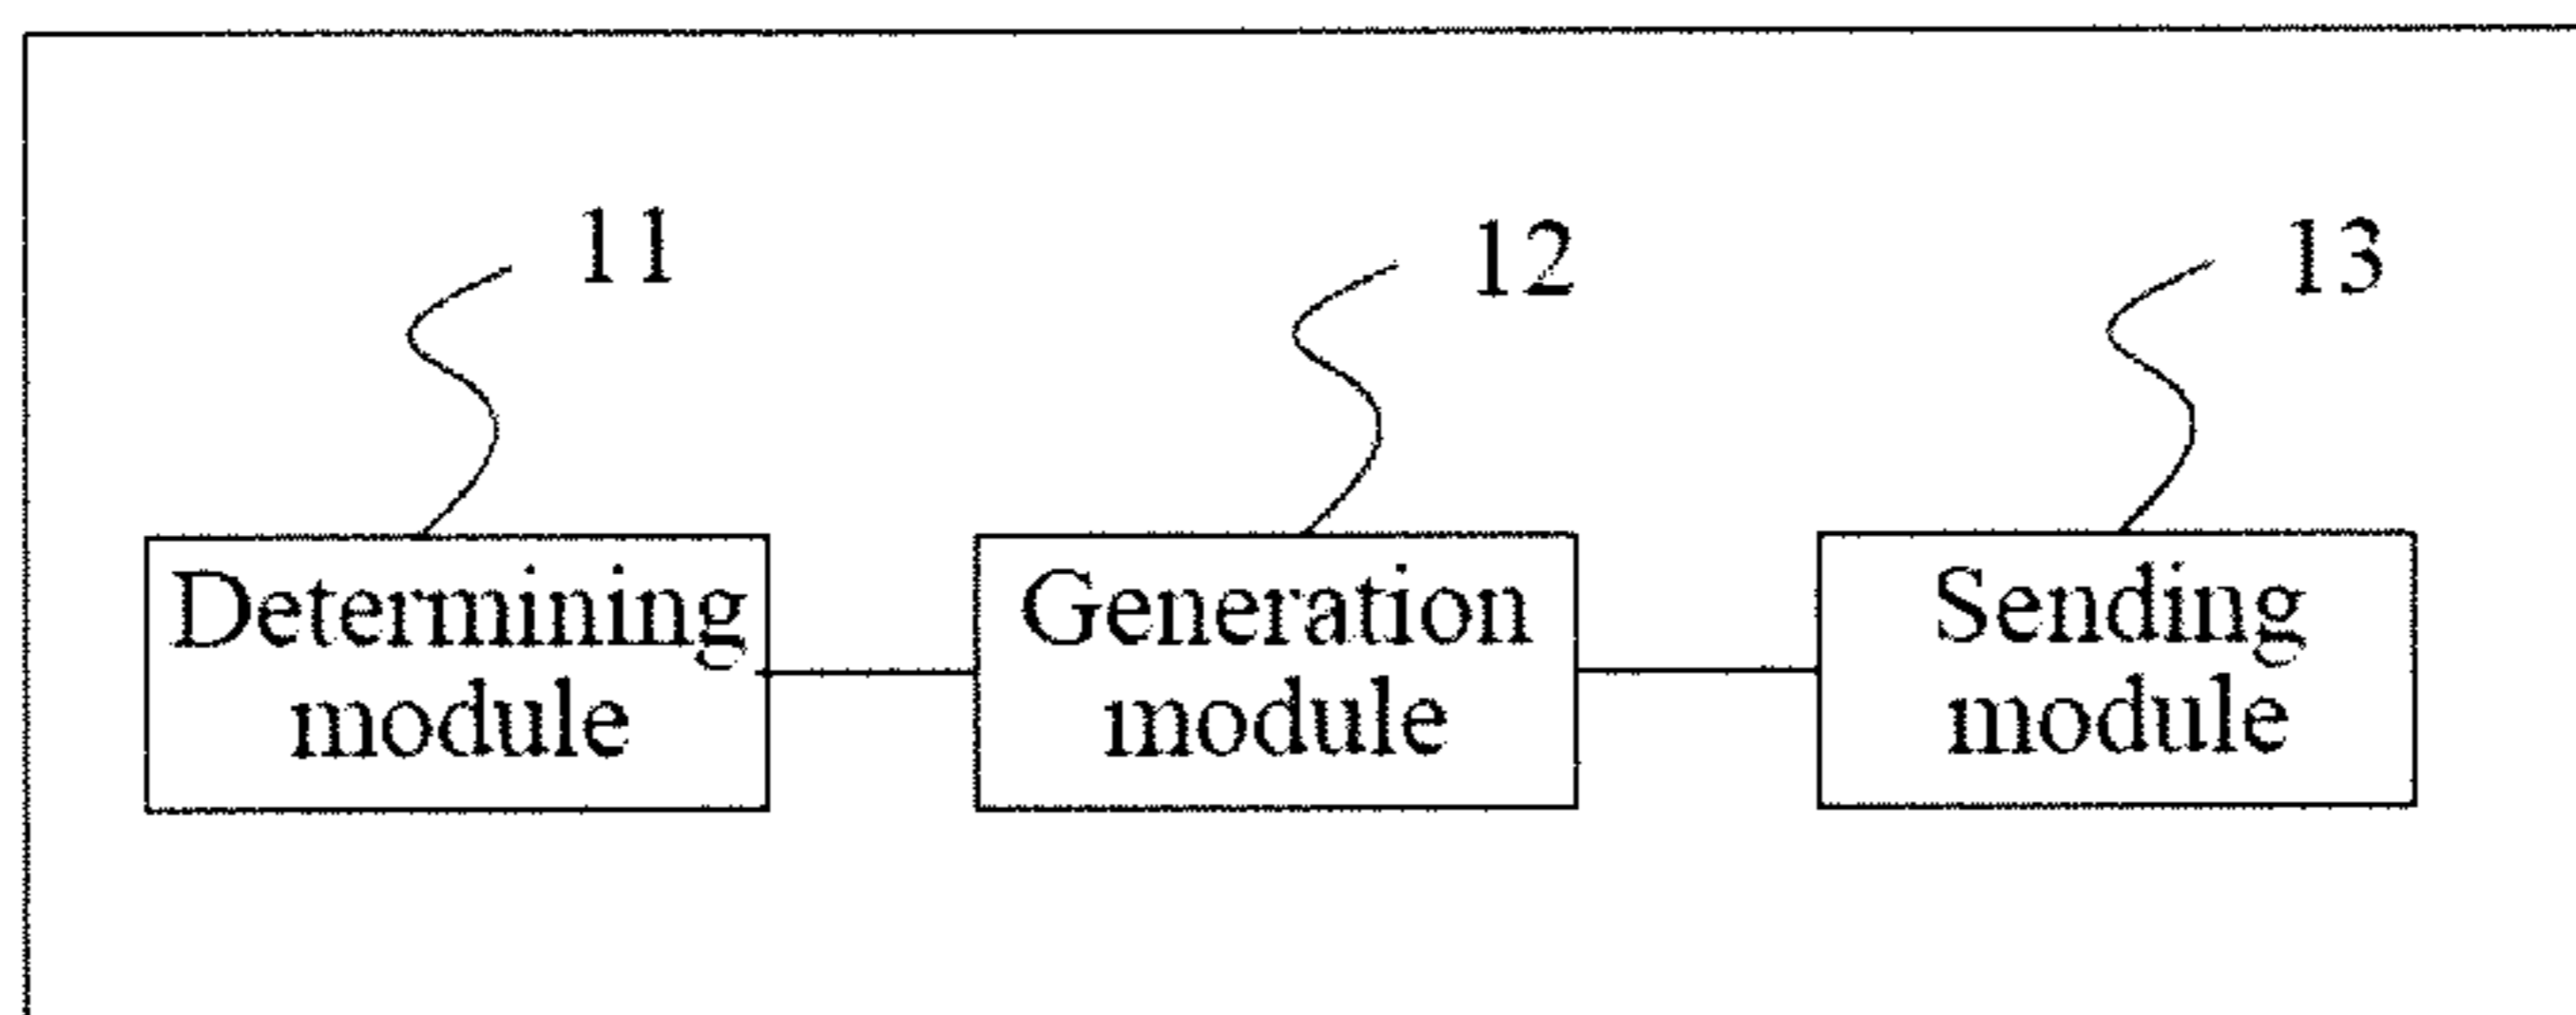 11
12
13
Determining
module
Generation
module
Sending
module